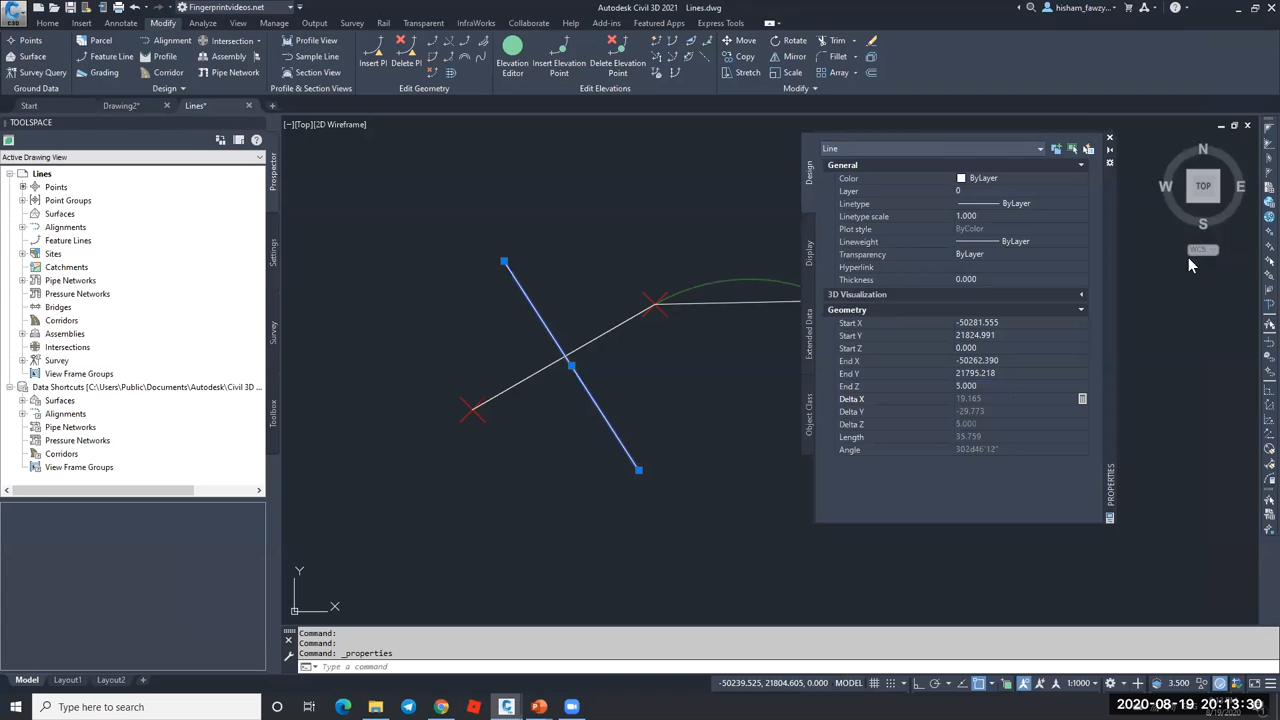 Fingerprintvideos.net
Autodesk Civil 3D 2021 Lines.dwg
hisham_fawzy...
C3D
Home Insert Annotate Modify Analyze View Manage Output Survey Rail Transparent InfraWorks Collaborate Help Add-ins Featured Apps Express Tools
Points Parcel Alignment Intersection Profile View Move Rotate Trim
Surface Feature Line Profile Assembly Sample Line Insert PI Delete PI Elevation Editor Insert Elevation Point Delete Elevation Point Copy Mirror Fillet
Survey Query Grading Corridor Pipe Network Section View Stretch Scale Array
Ground Data Design Profile & Section Views Edit Geometry Edit Elevations Modify
Start Drawing2* Lines*
TOOLSPACE
[−][Top][2D Wireframe]
Active Drawing View
Lines
Points
Point Groups
Surfaces
Alignments
Feature Lines
Sites
Catchments
Pipe Networks
Pressure Networks
Bridges
Corridors
Assemblies
Intersections
Survey
View Frame Groups
Data Shortcuts [C:\Users\Public\Documents\Autodesk\Civil 3D ...
Surfaces
Alignments
Pipe Networks
Pressure Networks
Corridors
View Frame Groups
Prospector
Settings
Survey
Toolbox
Line
General
Color ByLayer
Layer 0
Linetype ByLayer
Linetype scale 1.000
Plot style ByColor
Lineweight ByLayer
Transparency ByLayer
Hyperlink
Thickness 0.000
3D Visualization
Geometry
Start X -50281.555
Start Y 21824.991
Start Z 0.000
End X -50262.390
End Y 21795.218
End Z 5.000
Delta X 19.165
Delta Y -29.773
Delta Z 5.000
Length 35.759
Angle 302d46'12"
Design
Display
Extended Data
Object Class
PROPERTIES
N
W TOP E
S
WCS
Y
X
Command:
Command:
Command: _properties
Type a command
Model Layout1 Layout2
-50239.525, 21804.605, 0.000 MODEL 1:1000 3.500
Type here to search
2020-08-19 20:13:30